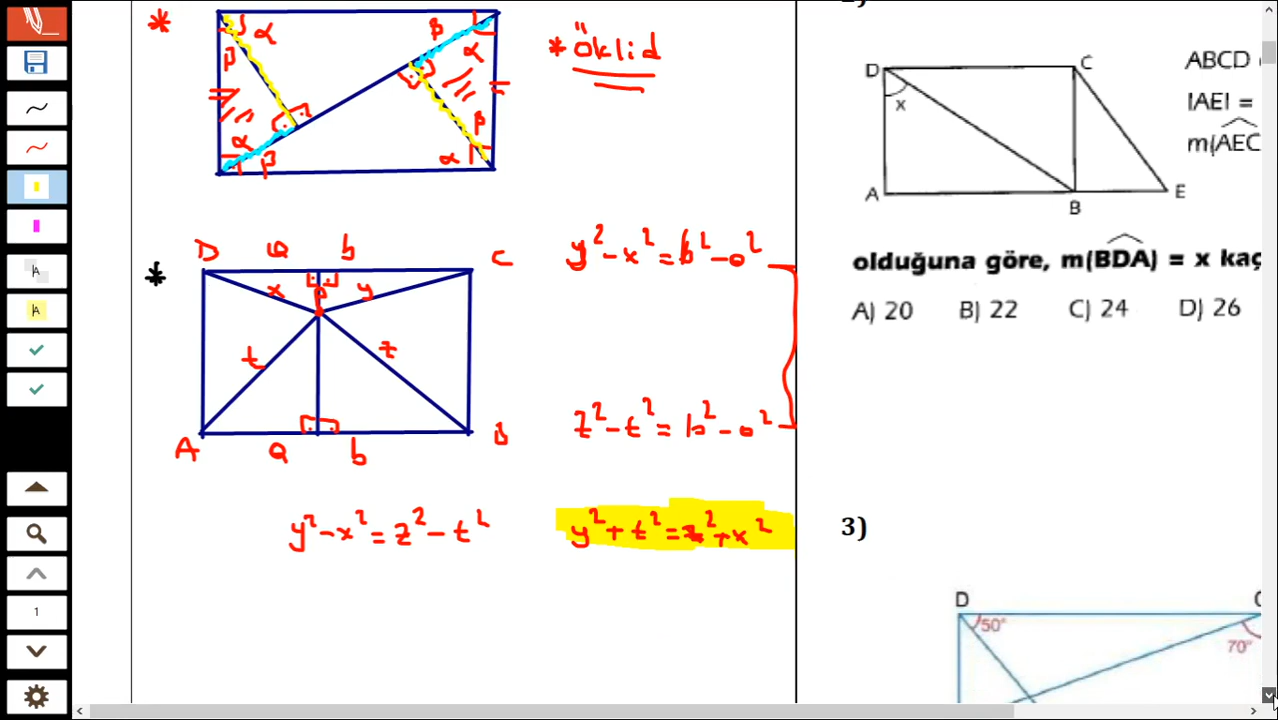 *
α
β
β
α
α
β
β
α
* öklid
*
D
a
b
C
x
p
y
t
z
A
a
b
B
y²-x²=b²-a²
z²-t²=b²-a²
y²-x²=z²-t²
y²+t²=z²+x²
D
C
x
A
B
E
ABCD
IAEI =
m(AEC
olduğuna göre, m(BDA) = x kaç
A) 20 B) 22 C) 24 D) 26
3)
D
50°
70°
A
A
1